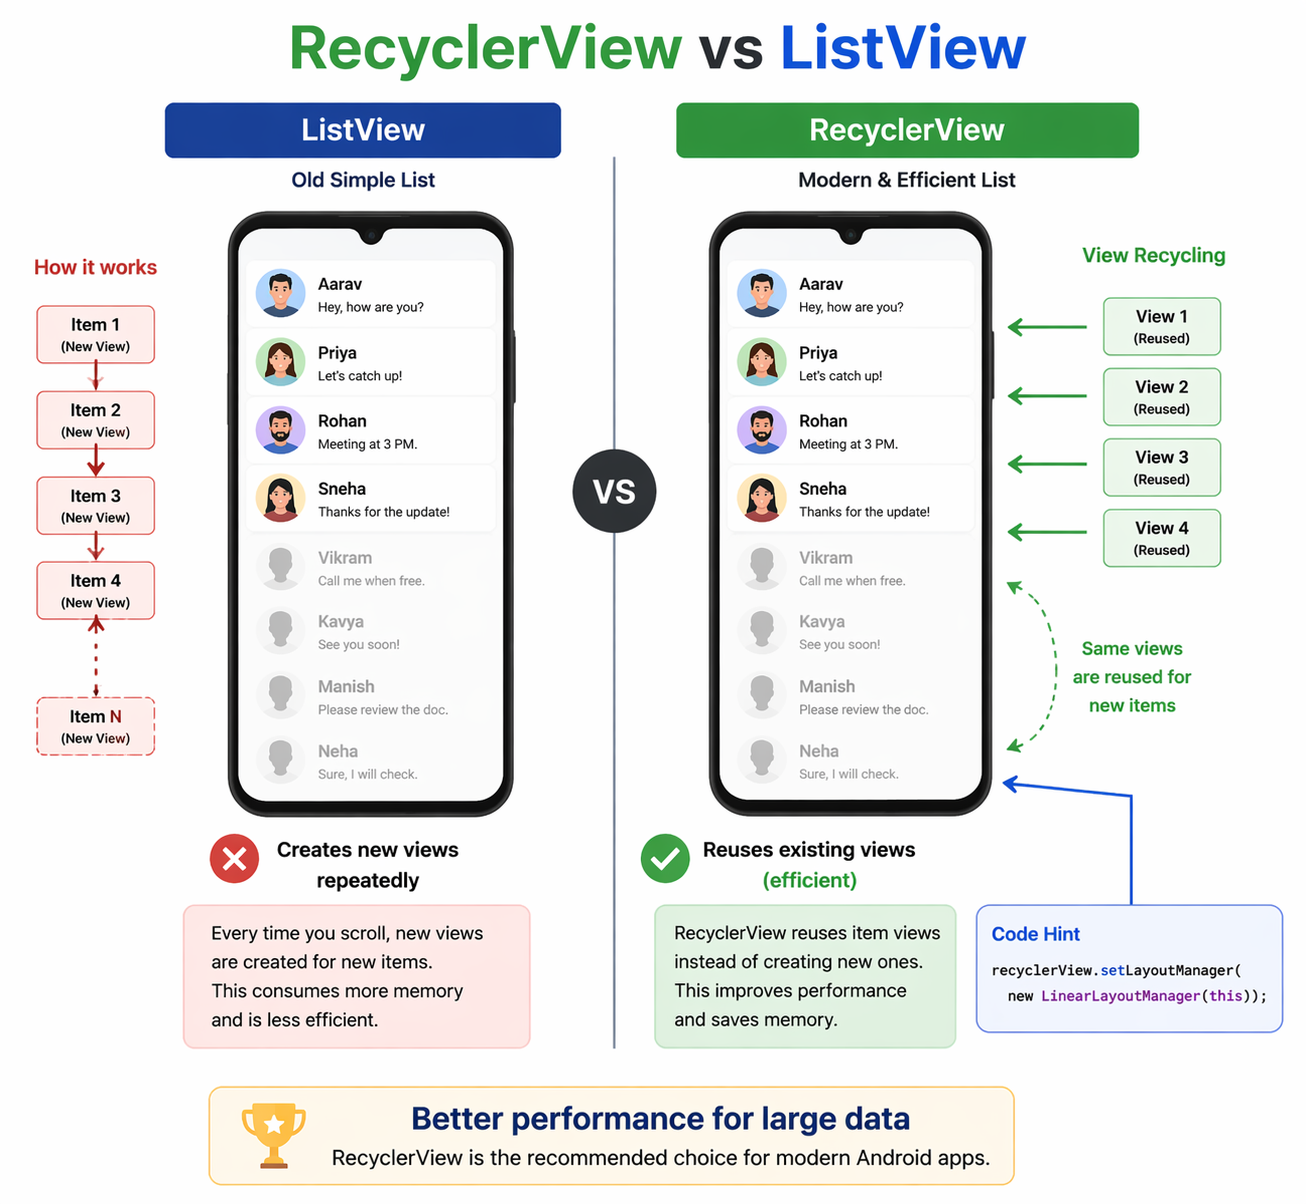 RecyclerView vs ListView
ListView
Old Simple List
How it works
Item 1
(New View)
Item 2
(New View)
Item 3
(New View)
Item 4
(New View)
Item N
(New View)
Aarav
Hey, how are you?
Priya
Let's catch up!
Rohan
Meeting at 3 PM.
Sneha
Thanks for the update!
Vikram
Call me when free.
Kavya
See you soon!
Manish
Please review the doc.
Neha
Sure, I will check.
Creates new views
repeatedly
Every time you scroll, new views
are created for new items.
This consumes more memory
and is less efficient.
VS
RecyclerView
Modern & Efficient List
Aarav
Hey, how are you?
Priya
Let's catch up!
Rohan
Meeting at 3 PM.
Sneha
Thanks for the update!
Vikram
Call me when free.
Kavya
See you soon!
Manish
Please review the doc.
Neha
Sure, I will check.
View Recycling
View 1
(Reused)
View 2
(Reused)
View 3
(Reused)
View 4
(Reused)
Same views
are reused for
new items
Reuses existing views
(efficient)
RecyclerView reuses item views
instead of creating new ones.
This improves performance
and saves memory.
Code Hint
recyclerView.setLayoutManager(
new LinearLayoutManager(this));
Better performance for large data
RecyclerView is the recommended choice for modern Android apps.